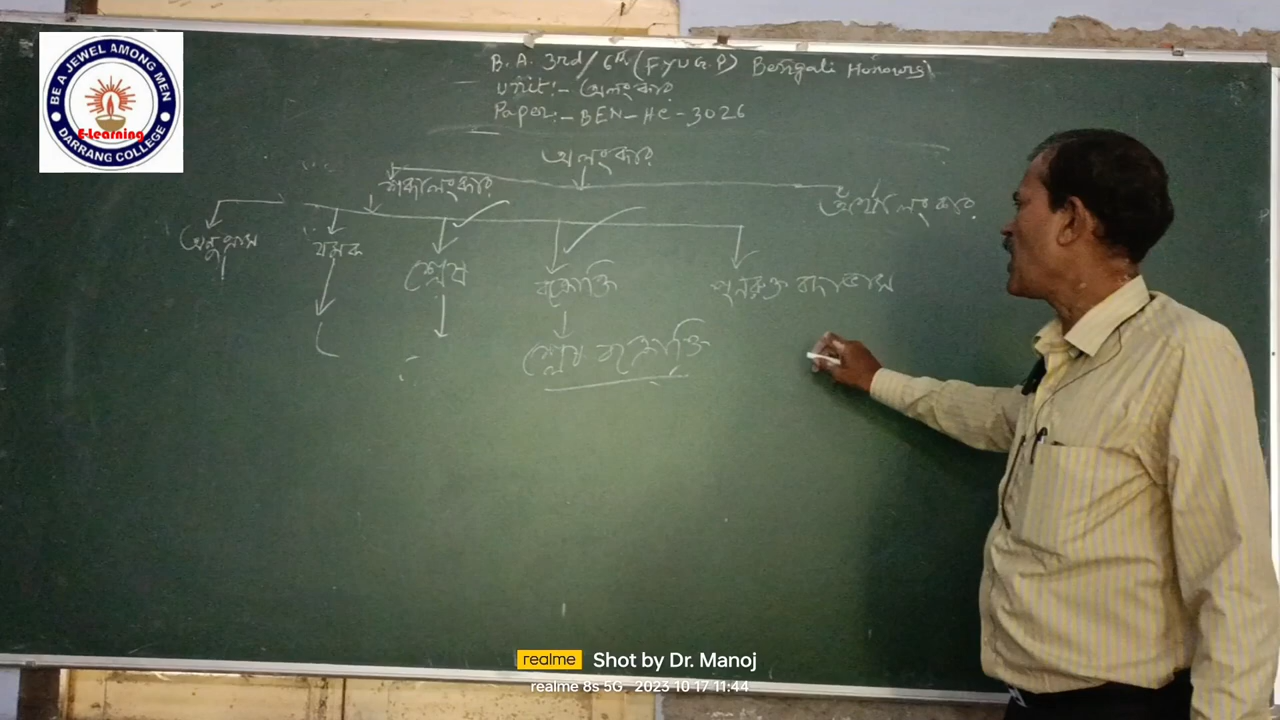 BE A JEWEL AMONG MEN
E-Learning
DARRANG COLLEGE
B.A. 3rd/6th (FYUGP) Bengali Honours
Unit:- অলংকার
Paper:- BEN-HC-3026
অলংকার
শব্দালংকার
অর্থালংকার
অনুপ্রাস যমক শ্লেষ বক্রোক্তি পুনরুক্ত বদাভাস
শ্লেষ বক্রোক্তি
realme Shot by Dr. Manoj
realme 8s 5G 2023 10 17 11:44